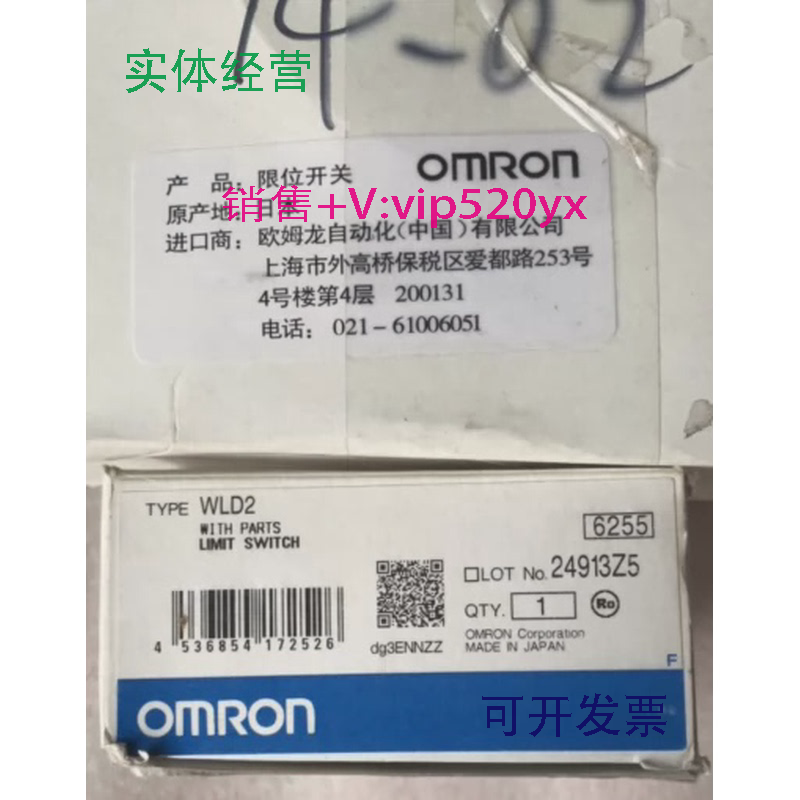 14-02
实体经营
OMRON
产 品: 限位开关
原产地: 日本
销售+V:vip520yx
进口商: 欧姆龙自动化(中国)有限公司
上海市外高桥保税区爱都路253号
4号楼第4层 200131
电话: 021-61006051
TYPE WLD2
WITH PARTS
LIMIT SWITCH
6255
LOT No. 24913Z5
QTY. 1
Ro
4 536854 172526
dg3ENNZZ
OMRON Corporation
MADE IN JAPAN
F
OMRON
可开发票